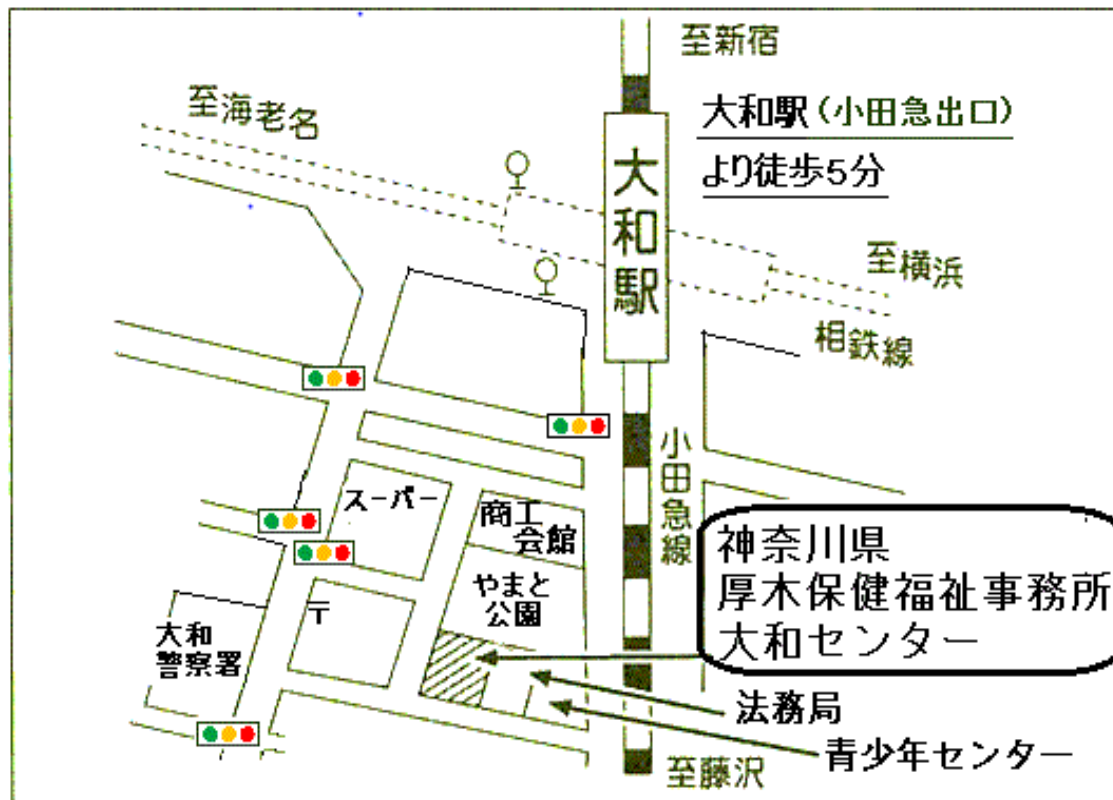 至新宿
至海老名
大和駅(小田急出口)
より徒歩5分
大和駅
至横浜
相鉄線
小田急線
スーパー
商工
会館
神奈川県
厚木保健福祉事務所
大和センター
やまと
公園
〒
大和
警察署
法務局
青少年センター
至藤沢